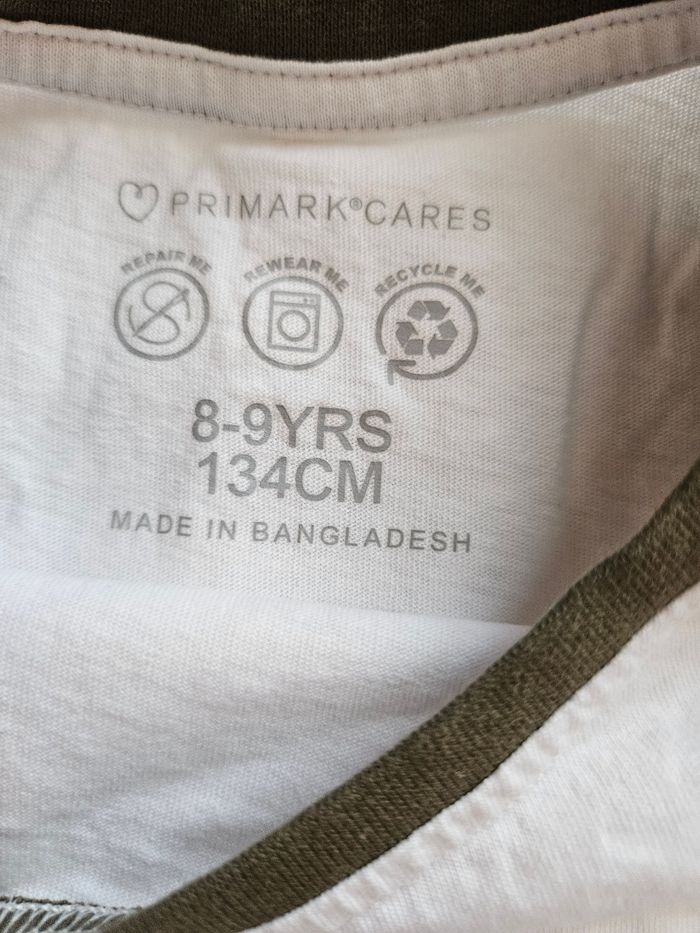 PRIMARK®CARES
REPAIR ME REWEAR ME RECYCLE ME
8-9YRS
134CM
MADE IN BANGLADESH